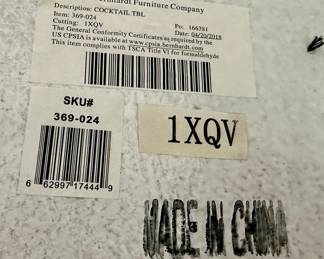 Bernhardt Furniture Company
Description: COCKTAIL TBL
Item: 369-024
Po: 166381
Cutting: 1XQV
Date: 04/20/2018
The General Conformity Certificates as required by the
US CPSIA is available at www.cpsia.bernhardt.com
This item complies with TSCA Title VI for formaldehyde
SKU#
369-024
6 62997 17444 9
1XQV
MADE IN CHINA